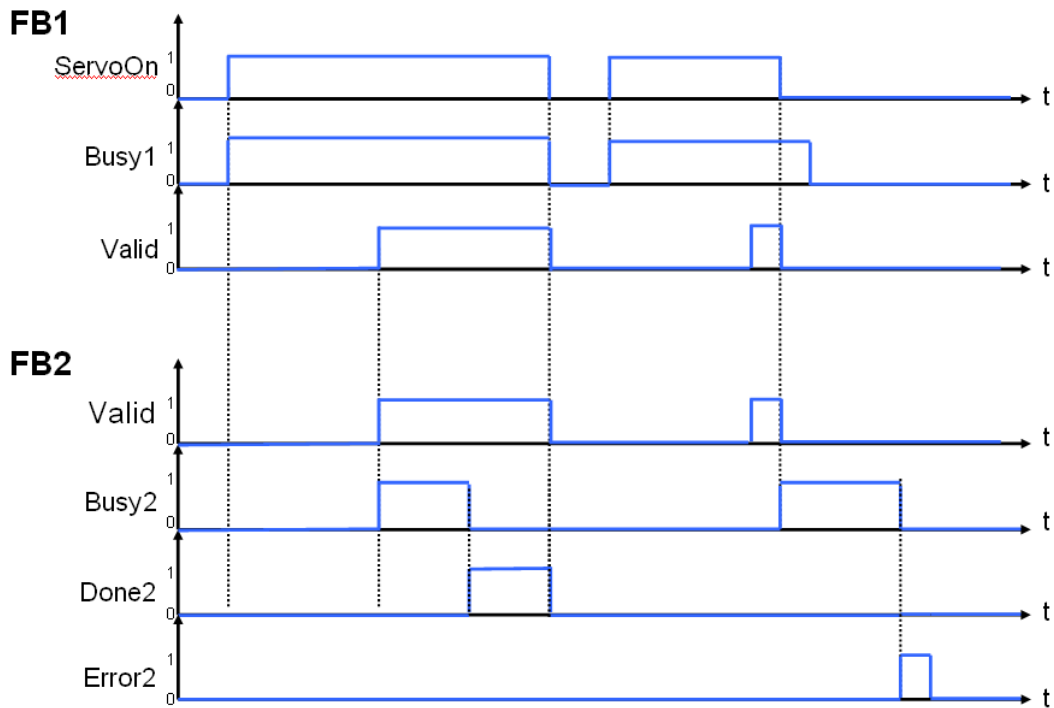 FB1
ServoOn 1
0 t
Busy1 1
0 t
Valid 1
0 t
FB2
Valid 1
0 t
Busy2 1
0 t
Done2 1
0 t
Error2 1
0 t